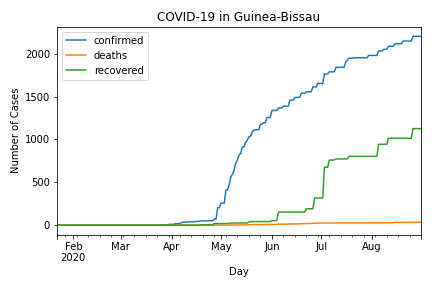 COVID-19 in Guinea-Bissau
confirmed
deaths
recovered
Number of Cases
2000
1500
1000
500
0
Feb Mar Apr May Jun Jul Aug
2020
Day